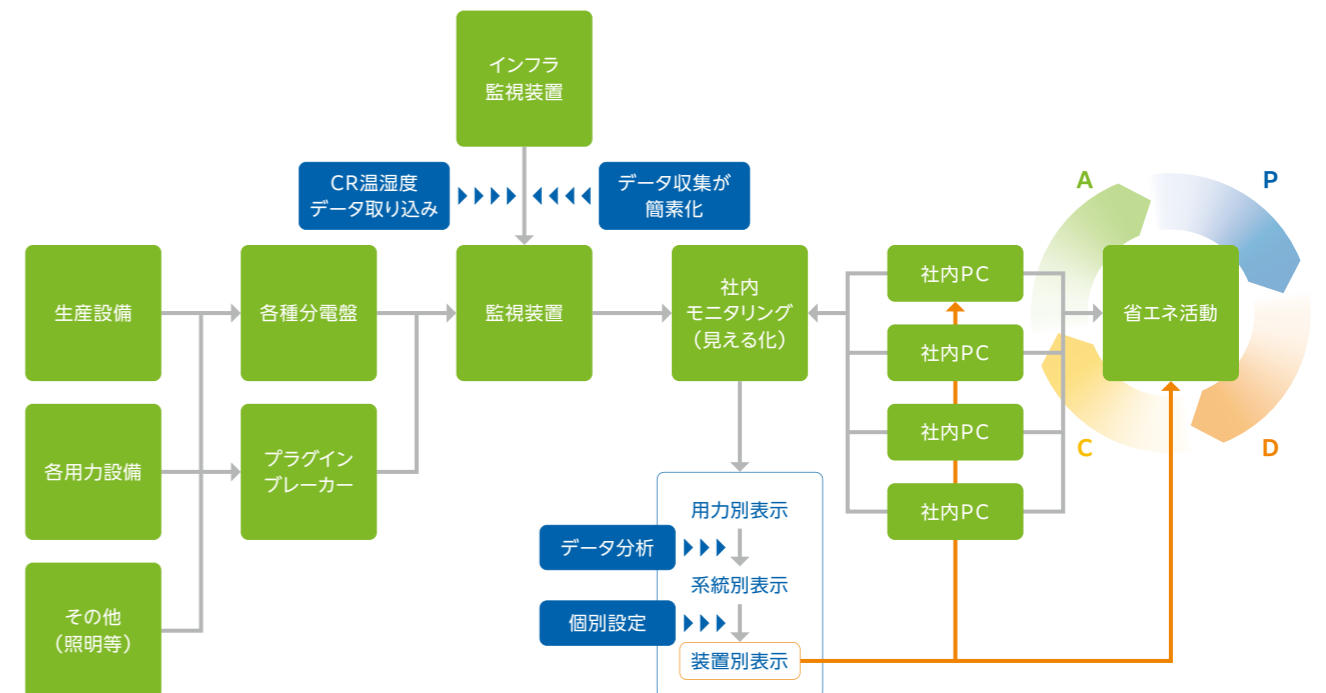 インフラ
監視装置
CR温湿度
データ取り込み
データ収集が
簡素化
A
P
生産設備
各種分電盤
監視装置
社内
モニタリング
（見える化）
社内PC
省エネ活動
社内PC
各用力設備
プラグイン
ブレーカー
社内PC
C
D
社内PC
用力別表示
データ分析
系統別表示
その他
（照明等）
個別設定
装置別表示